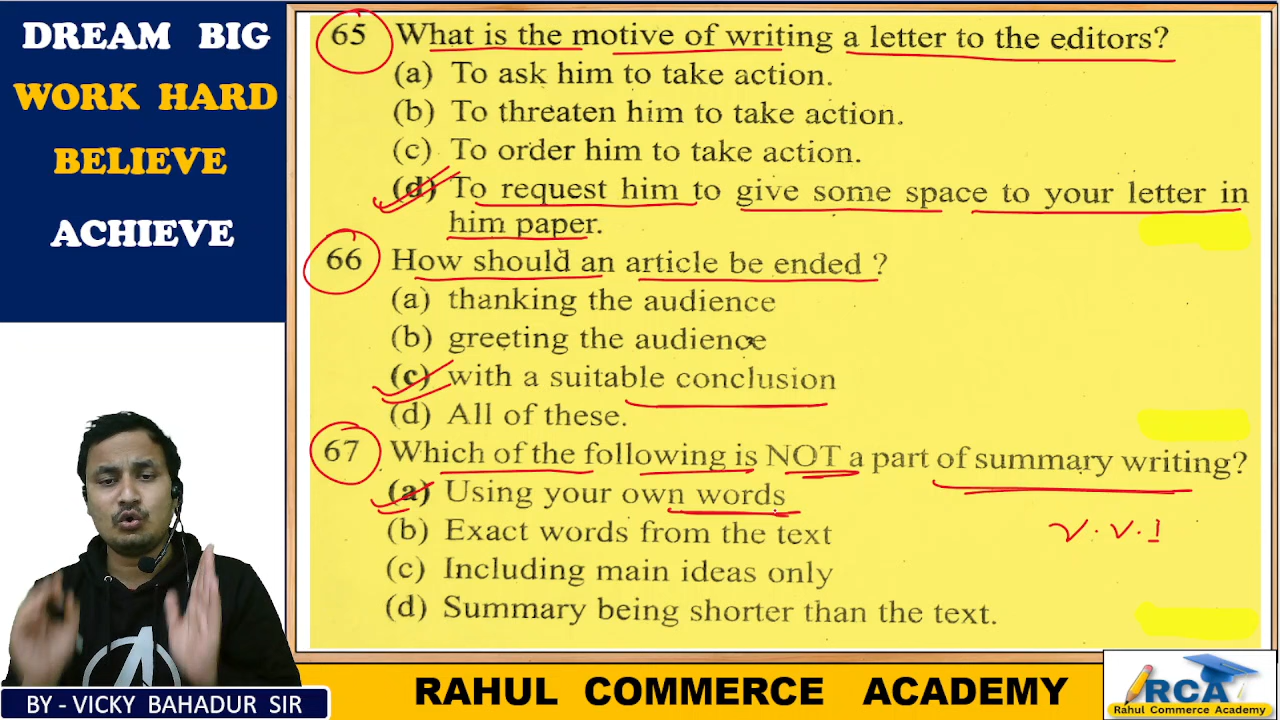 DREAM BIG
WORK HARD
BELIEVE
ACHIEVE
65 What is the motive of writing a letter to the editors?
(a) To ask him to take action.
(b) To threaten him to take action.
(c) To order him to take action.
(d) To request him to give some space to your letter in
him paper.
66 How should an article be ended ?
(a) thanking the audience
(b) greeting the audience
(c) with a suitable conclusion
(d) All of these.
67 Which of the following is NOT a part of summary writing?
(a) Using your own words
(b) Exact words from the text
V.V.I
(c) Including main ideas only
(d) Summary being shorter than the text.
BY - VICKY BAHADUR SIR
RAHUL COMMERCE ACADEMY
RCA
Rahul Commerce Academy